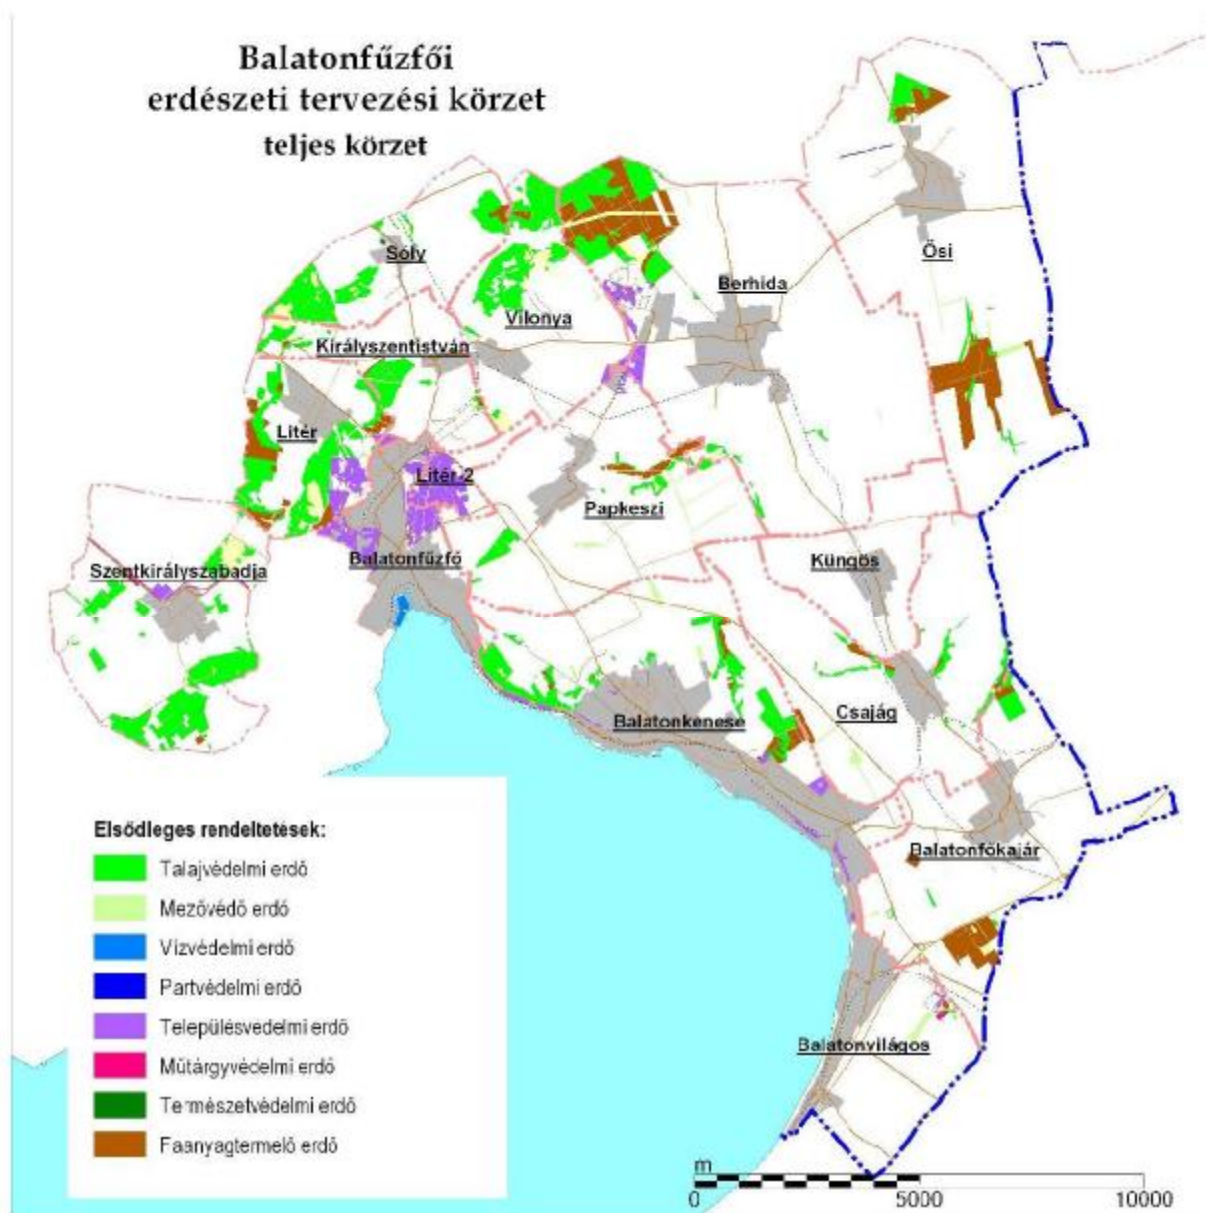 Balatonfűzfői
erdészeti tervezési körzet
teljes körzet
Ősi
Sóly
Berhida
Vilonya
Királyszentistván
Litér
Litér-2
Papkeszi
Balatonfűzfő
Küngös
Szentkirályszabadja
Csajág
Balatonkenese
Balatonfőkajár
Balatonvilágos
Elsődleges rendeltetések:
Talajvédelmi erdő
Mezővédő erdő
Vízvédelmi erdő
Partvédelmi erdő
Településvédelmi erdő
Műtárgyvédelmi erdő
Természetvédelmi erdő
Faanyagtermelő erdő
m
0 5000 10000